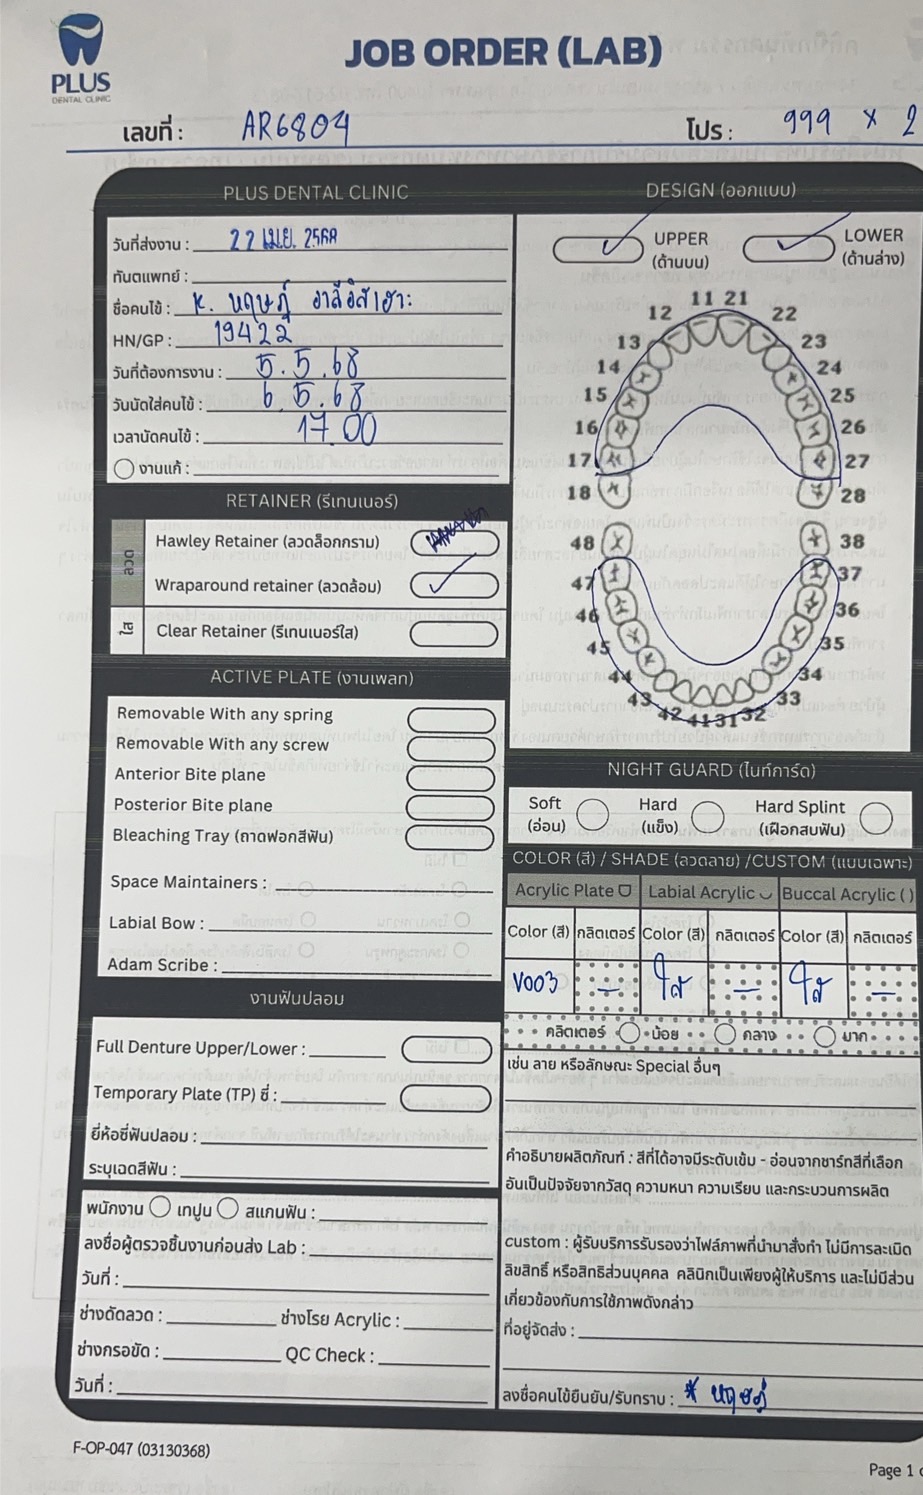 PLUS
DENTAL CLINIC
JOB ORDER (LAB)
เลขที่ : AR6804
โปร : 999 x 2
PLUS DENTAL CLINIC
วันที่ส่งงาน : 22 เม.ย. 2568
ทันตแพทย์ :
ชื่อคนไข้ : K. นฤษฎ์
HN/GP : 19422
วันที่ต้องการงาน : 5.5.68
วันนัดใส่คนไข้ : 6.5.68
เวลานัดคนไข้ : 17.00
งานแก้ :
RETAINER (รีเทนเนอร์)
ลวด
Hawley Retainer (ลวดล็อกกราม)
Wraparound retainer (ลวดล้อม)
ใส
Clear Retainer (รีเทนเนอร์ใส)
ACTIVE PLATE (งานเพลท)
Removable With any spring
Removable With any screw
Anterior Bite plane
Posterior Bite plane
Bleaching Tray (ถาดฟอกสีฟัน)
Space Maintainers :
Labial Bow :
Adam Scribe :
งานฟันปลอม
Full Denture Upper/Lower :
Temporary Plate (TP) ซี่ :
ยี่ห้อซี่ฟันปลอม :
ระบุเฉดสีฟัน :
พนักงาน เทปูน สแกนฟัน :
ลงชื่อผู้ตรวจชิ้นงานก่อนส่ง Lab :
วันที่ :
ช่างดัดลวด : ช่างโรย Acrylic :
ช่างกรอขัด : QC Check :
วันที่ :
DESIGN (ออกแบบ)
UPPER
(ด้านบน)
LOWER
(ด้านล่าง)
11 21
12 22
13 23
14 24
15 25
16 26
17 27
18 28
48 38
47 37
46 36
45 35
44 34
43 33
42 41 31 32
NIGHT GUARD (ไนท์การ์ด)
Soft
(อ่อน)
Hard
(แข็ง)
Hard Splint
(เฝือกสบฟัน)
COLOR (สี) / SHADE (ลวดลาย) /CUSTOM (แบบเฉพาะ)
Acrylic Plate Labial Acrylic Buccal Acrylic ( )
Color (สี) กลิตเตอร์ Color (สี) กลิตเตอร์ Color (สี) กลิตเตอร์
V003 — ใส — ใส —
คลิตเตอร์ น้อย กลาง มาก
เช่น ลาย หรือลักษณะ Special อื่นๆ
คำอธิบายผลิตภัณฑ์ : สีที่ได้อาจมีระดับเข้ม - อ่อนจากชาร์ทสีที่เลือก
อันเป็นปัจจัยจากวัสดุ ความหนา ความเรียบ และกระบวนการผลิต
custom : ผู้รับบริการรับรองว่าไฟล์ภาพที่นำมาสั่งทำ ไม่มีการละเมิด
ลิขสิทธิ์ หรือสิทธิส่วนบุคคล คลินิกเป็นเพียงผู้ให้บริการ และไม่มีส่วน
เกี่ยวข้องกับการใช้ภาพดังกล่าว
ที่อยู่จัดส่ง :
ลงชื่อคนไข้ยืนยัน/รับทราบ : * นฤษฎ์
F-OP-047 (03130368)
Page 1